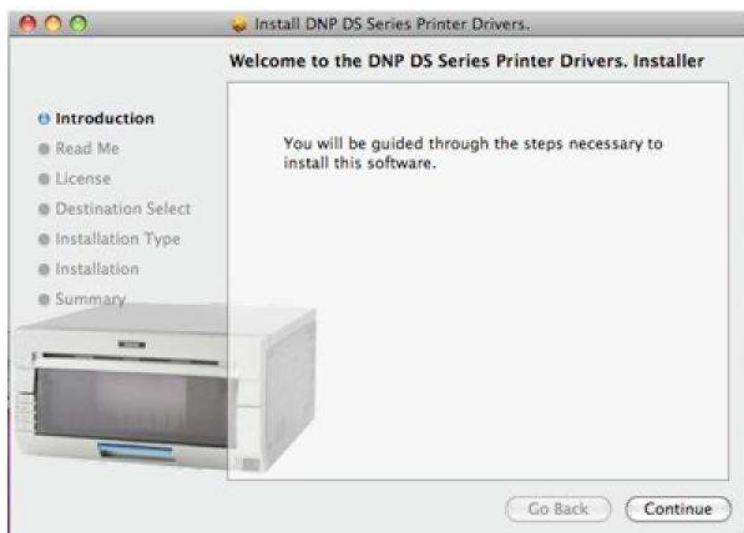 Install DNP DS Series Printer Drivers.
Welcome to the DNP DS Series Printer Drivers. Installer
Introduction
Read Me
License
Destination Select
Installation Type
Installation
Summary
You will be guided through the steps necessary to
install this software.
Go Back
Continue